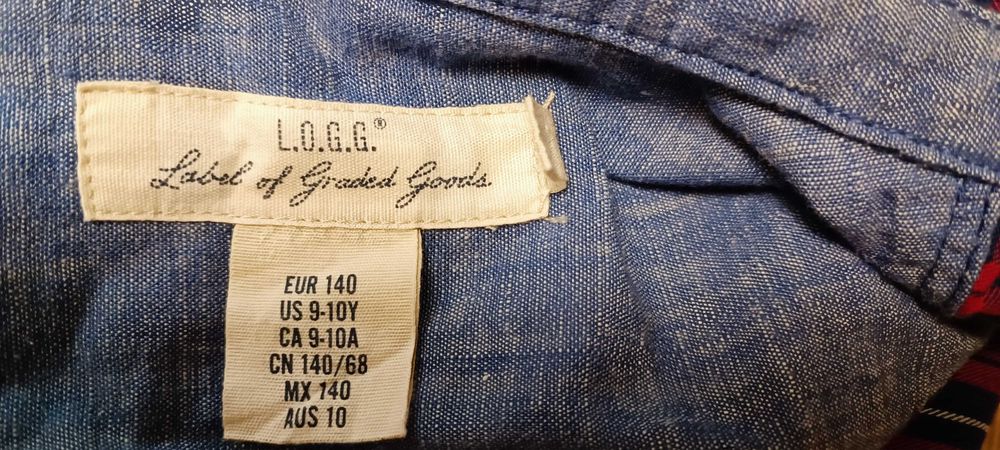 L.O.G.G.®
Label of Graded Goods
EUR 140
US 9-10Y
CA 9-10A
CN 140/68
MX 140
AUS 10